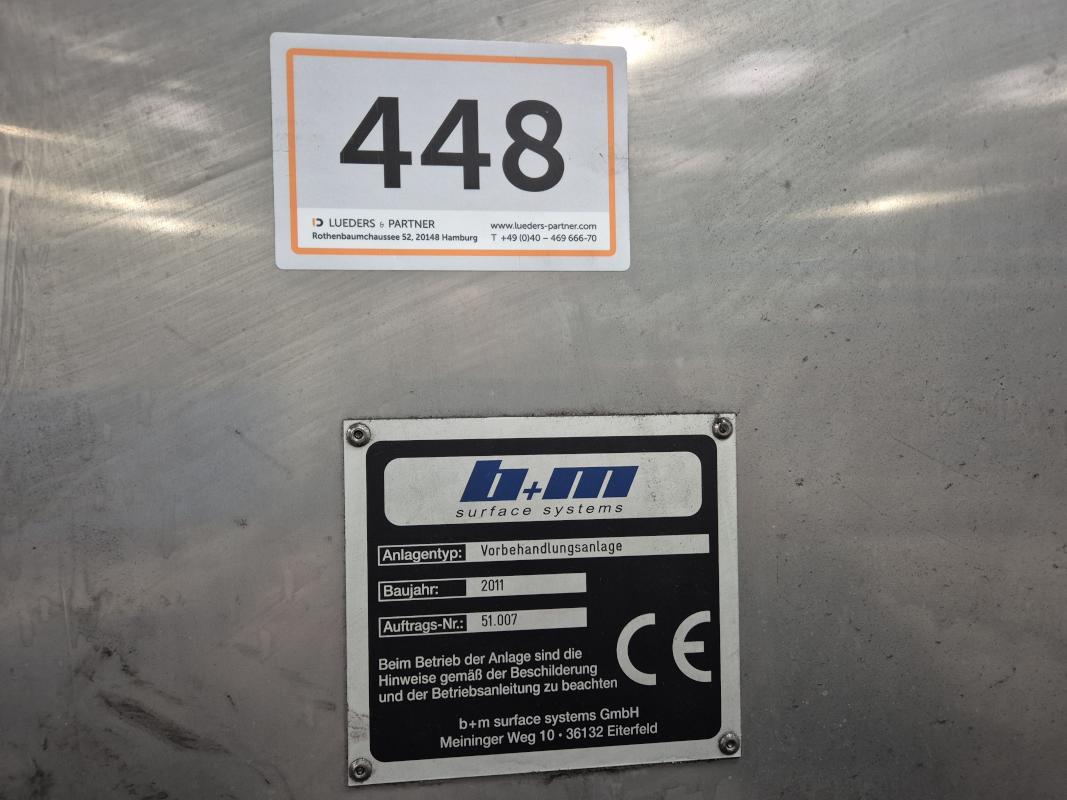 448
LUEDERS & PARTNER
Rothenbaumchaussee 52, 20148 Hamburg
www.lueders-partner.com
T +49 (0)40 – 469 666-70
b+m
surface systems
Anlagentyp: Vorbehandlungsanlage
Baujahr: 2011
Auftrags-Nr.: 51.007
Beim Betrieb der Anlage sind die
Hinweise gemäß der Beschilderung
und der Betriebsanleitung zu beachten
CE
b+m surface systems GmbH
Meininger Weg 10 · 36132 Eiterfeld